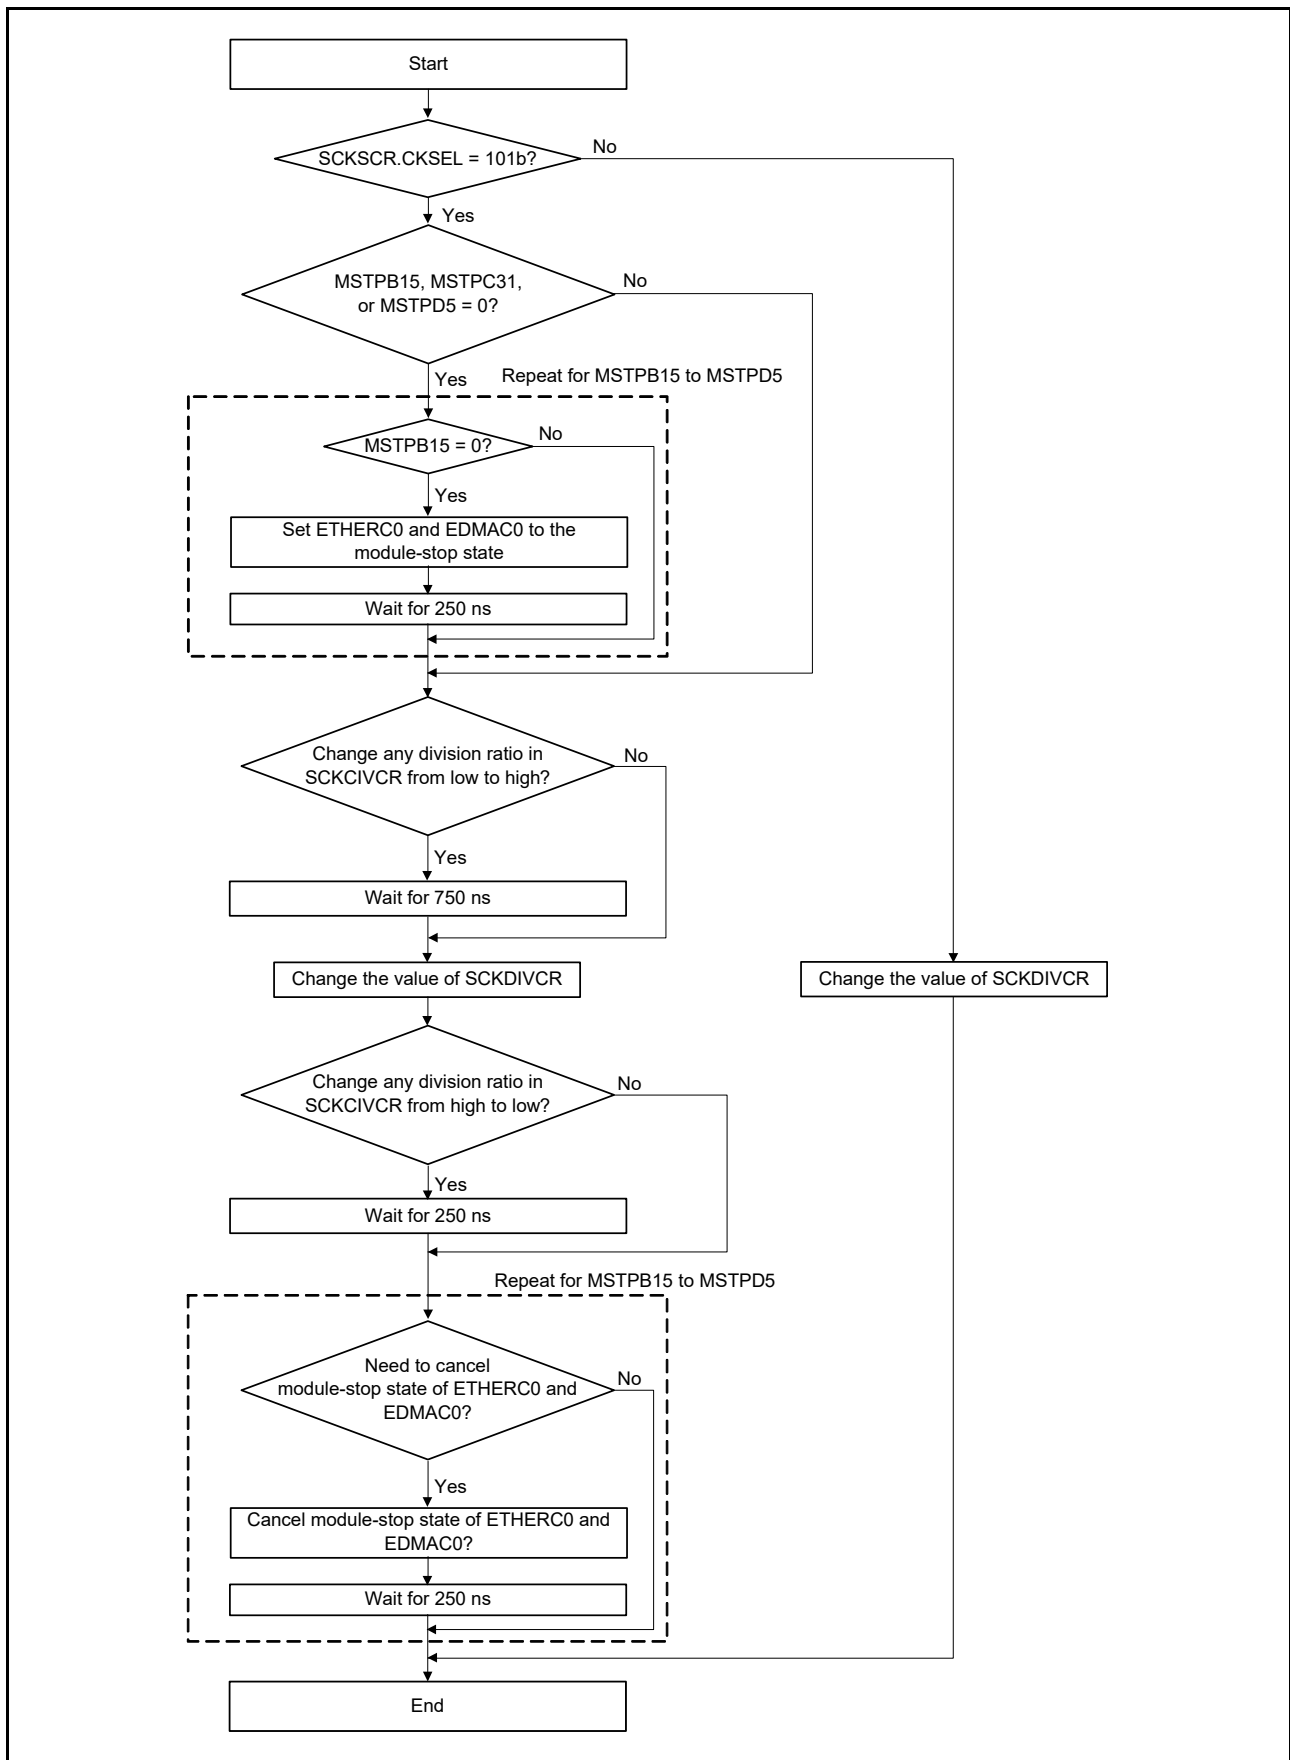 Start
SCKSCR.CKSEL = 101b?
No
Yes
MSTPB15, MSTPC31,
or MSTPD5 = 0?
No
Yes
Repeat for MSTPB15 to MSTPD5
MSTPB15 = 0?
No
Yes
Set ETHERC0 and EDMAC0 to the
module-stop state
Wait for 250 ns
Change any division ratio in
SCKCIVCR from low to high?
No
Yes
Wait for 750 ns
Change the value of SCKDIVCR
Change the value of SCKDIVCR
Change any division ratio in
SCKCIVCR from high to low?
No
Yes
Wait for 250 ns
Repeat for MSTPB15 to MSTPD5
Need to cancel
module-stop state of ETHERC0 and
EDMAC0?
No
Yes
Cancel module-stop state of ETHERC0 and
EDMAC0?
Wait for 250 ns
End